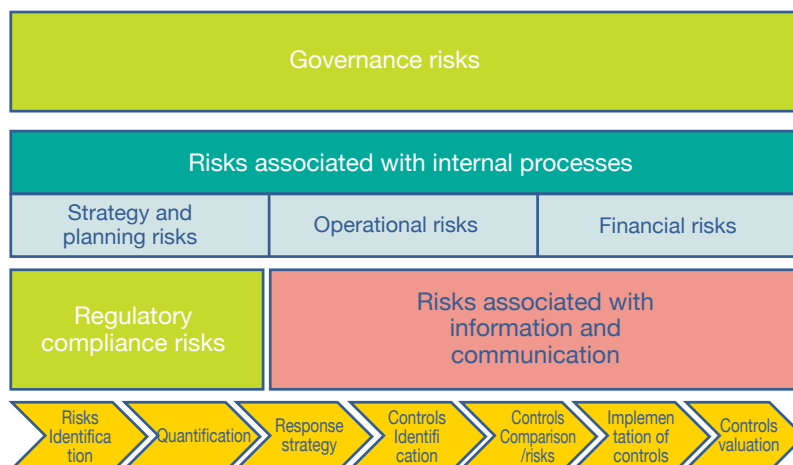 Governance risks
Risks associated with internal processes
Strategy and
planning risks
Operational risks
Financial risks
Regulatory
compliance risks
Risks associated with
information and
communication
Risks
Identifica
tion
Quantification
Response
strategy
Controls
Identifi
cation
Controls
Comparison
/risks
Implemen
tation of
controls
Controls
valuation